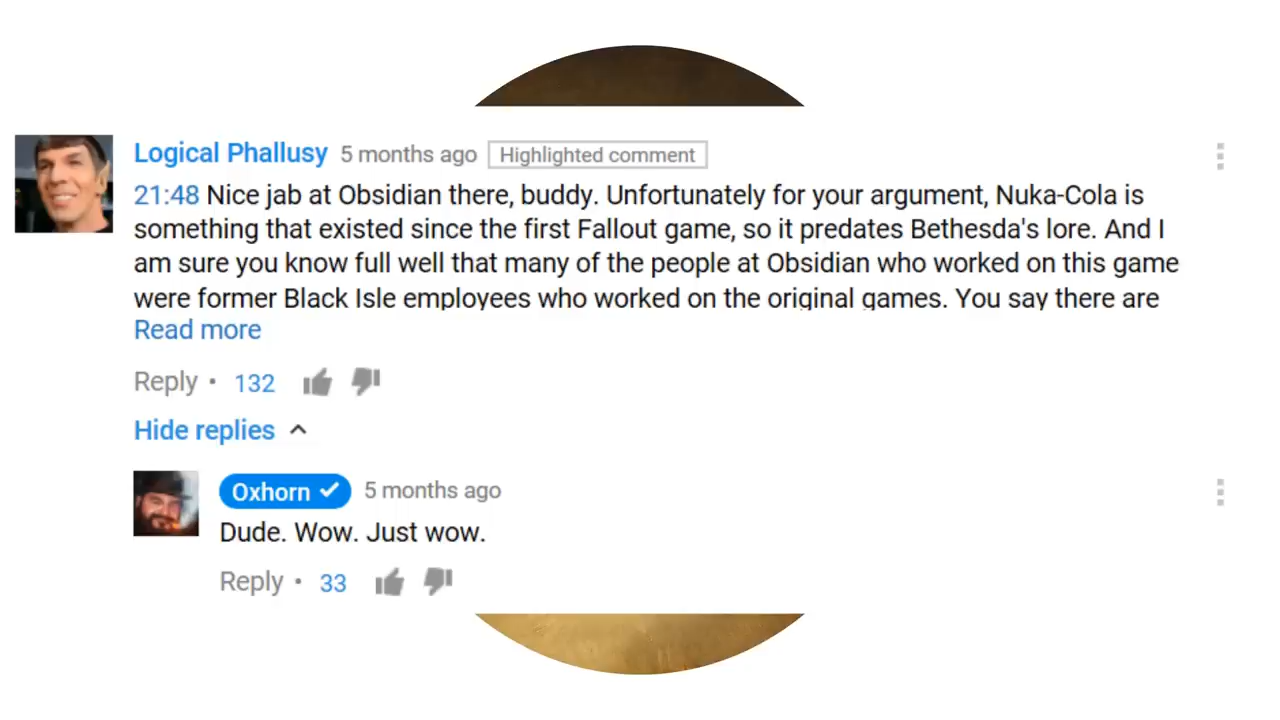 Logical Phallusy 5 months ago Highlighted comment
21:48 Nice jab at Obsidian there, buddy. Unfortunately for your argument, Nuka-Cola is
something that existed since the first Fallout game, so it predates Bethesda's lore. And I
am sure you know full well that many of the people at Obsidian who worked on this game
were former Black Isle employees who worked on the original games. You say there are
Read more
Reply • 132
Hide replies
Oxhorn 5 months ago
Dude. Wow. Just wow.
Reply • 33